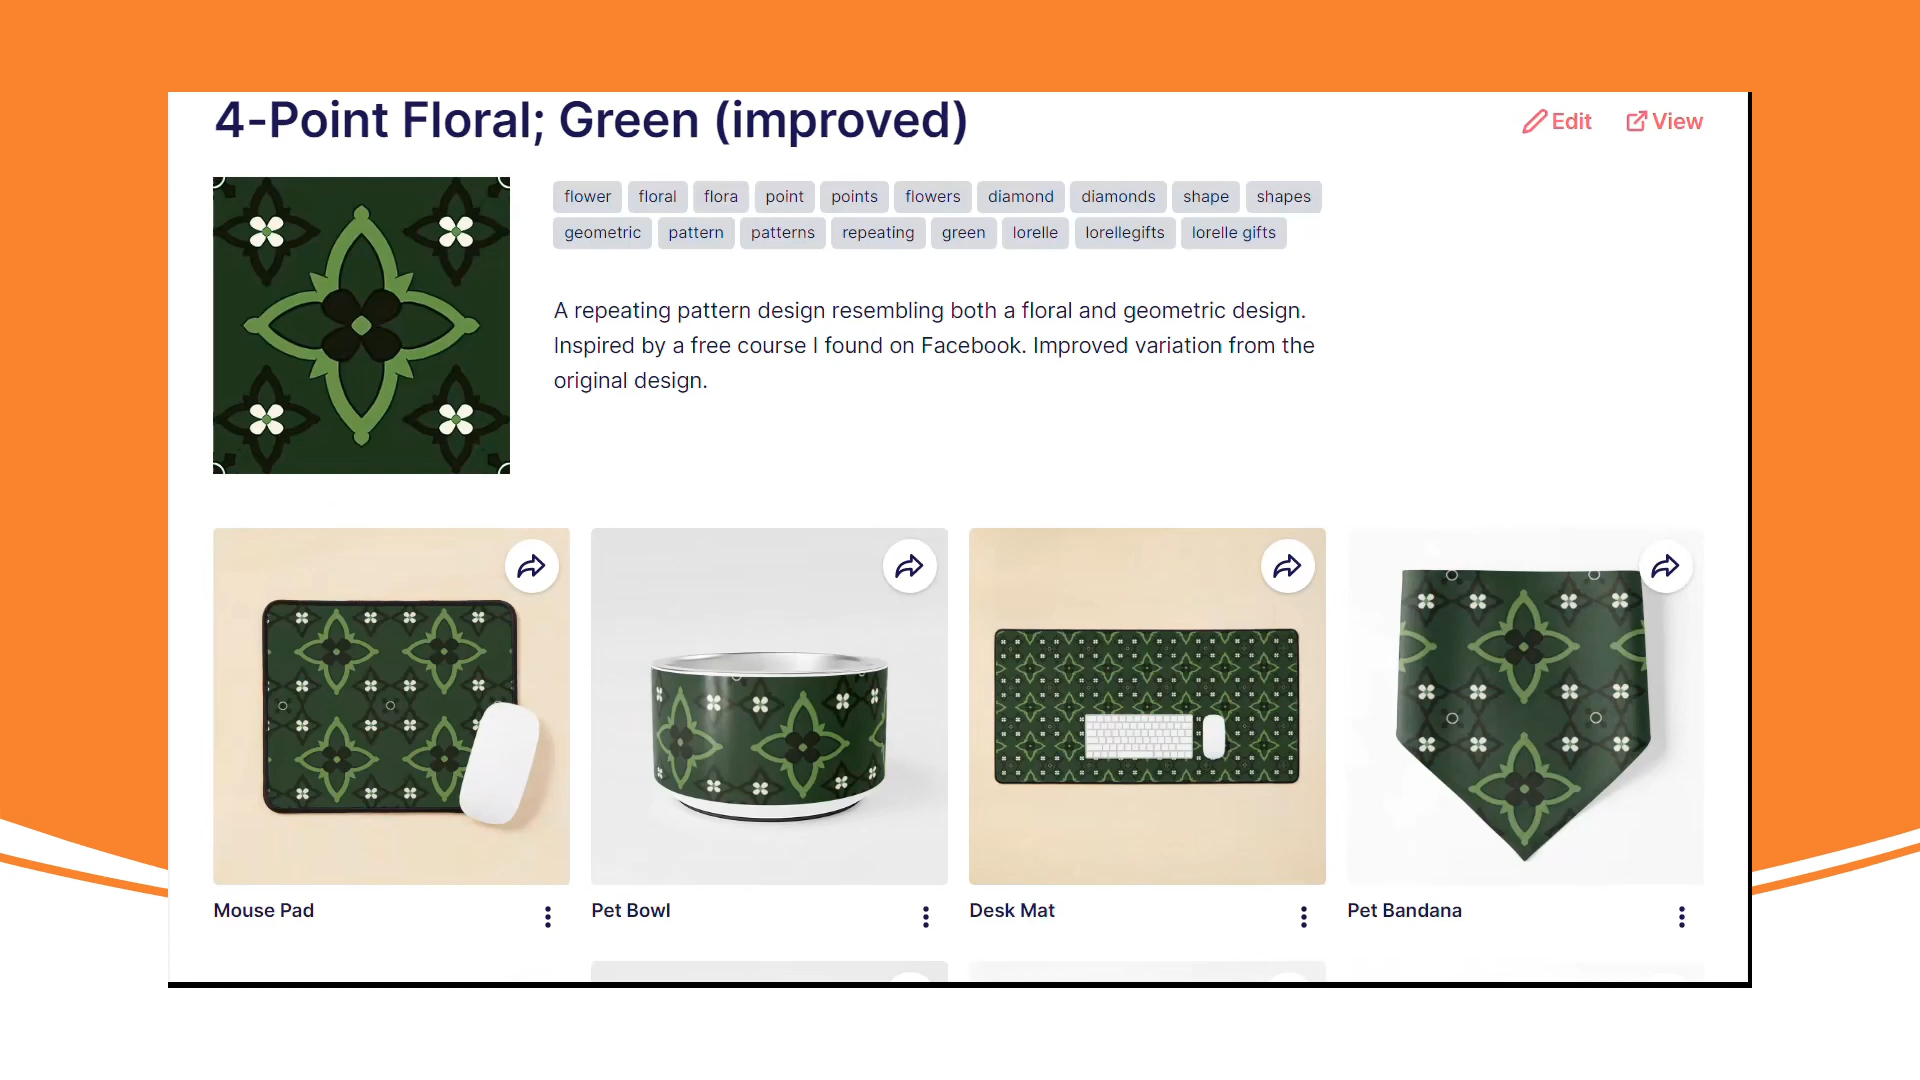 4-Point Floral; Green (improved)
Edit View
flower floral flora point points flowers diamond diamonds shape shapes
geometric pattern patterns repeating green lorelle lorellegifts lorelle gifts
A repeating pattern design resembling both a floral and geometric design.
Inspired by a free course I found on Facebook. Improved variation from the
original design.
Mouse Pad
Pet Bowl
Desk Mat
Pet Bandana